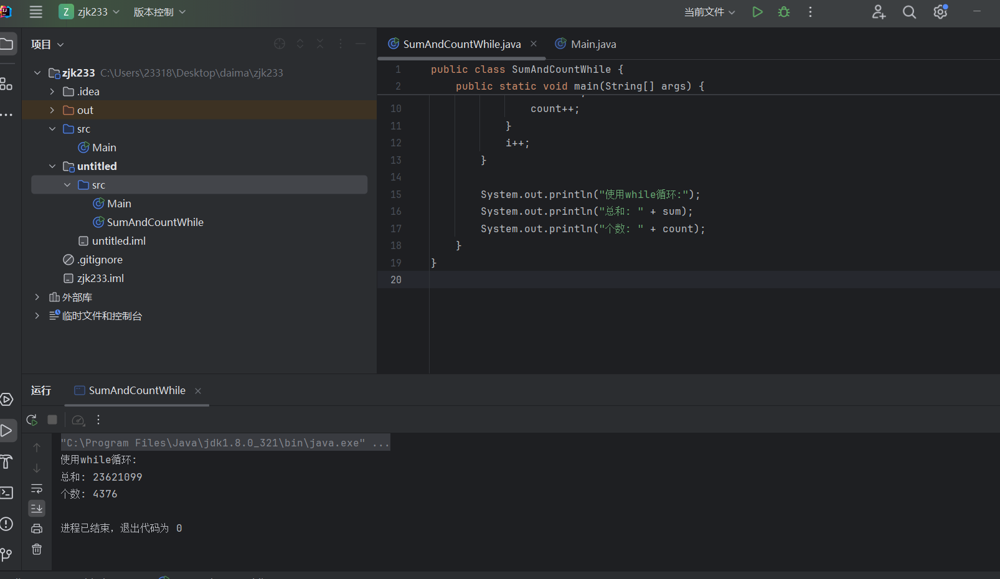 Z zjk233 版本控制 当前文件
项目
zjk233 C:\Users\23318\Desktop\daima\zjk233
.idea
out
src
Main
untitled
src
Main
SumAndCountWhile
untitled.iml
.gitignore
zjk233.iml
外部库
临时文件和控制台
SumAndCountWhile.java Main.java
1 public class SumAndCountWhile {
2 public static void main(String[] args) {
10 count++;
11 }
12 i++;
13 }
14
15 System.out.println("使用while循环:");
16 System.out.println("总和: " + sum);
17 System.out.println("个数: " + count);
18 }
19 }
20
运行 SumAndCountWhile
"C:\Program Files\Java\jdk1.8.0_321\bin\java.exe" ...
使用while循环:
总和: 23621099
个数: 4376
进程已结束，退出代码为 0